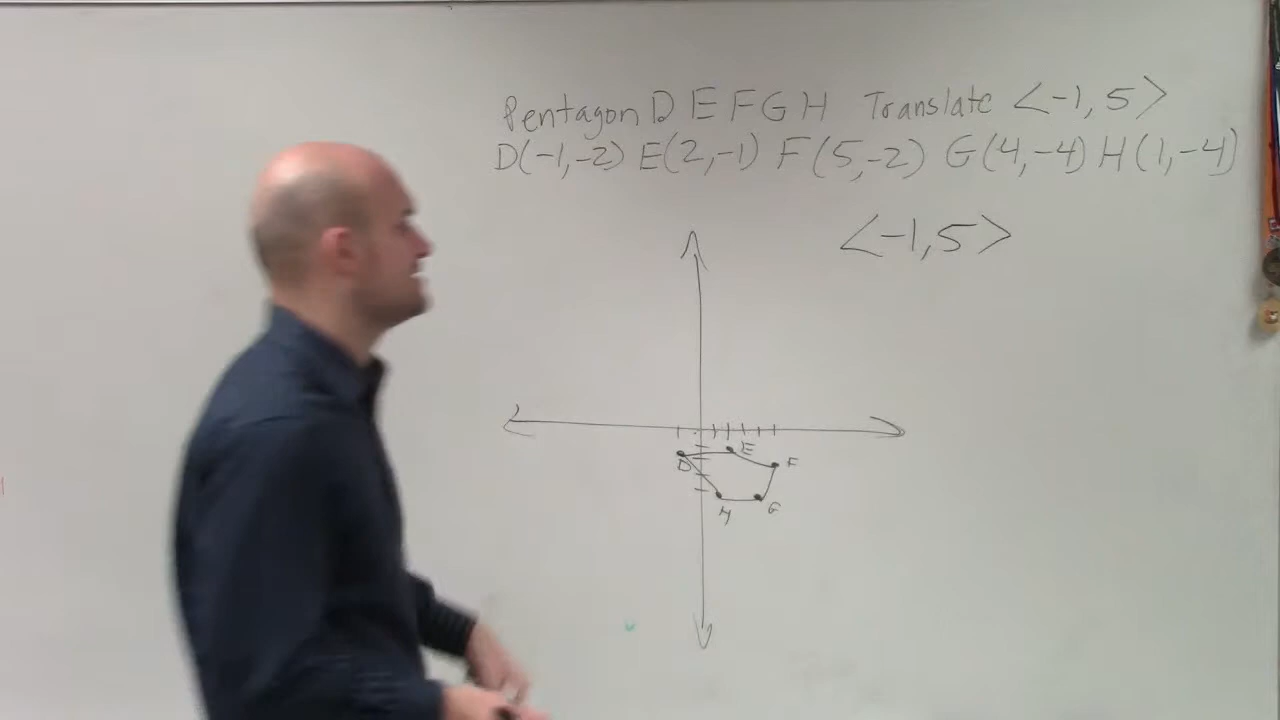 Pentagon D E F G H Translate <-1, 5>
D(-1,-2) E(2,-1) F(5,-2) G(4,-4) H(1,-4)
<-1,5>
E
D
F
H
G